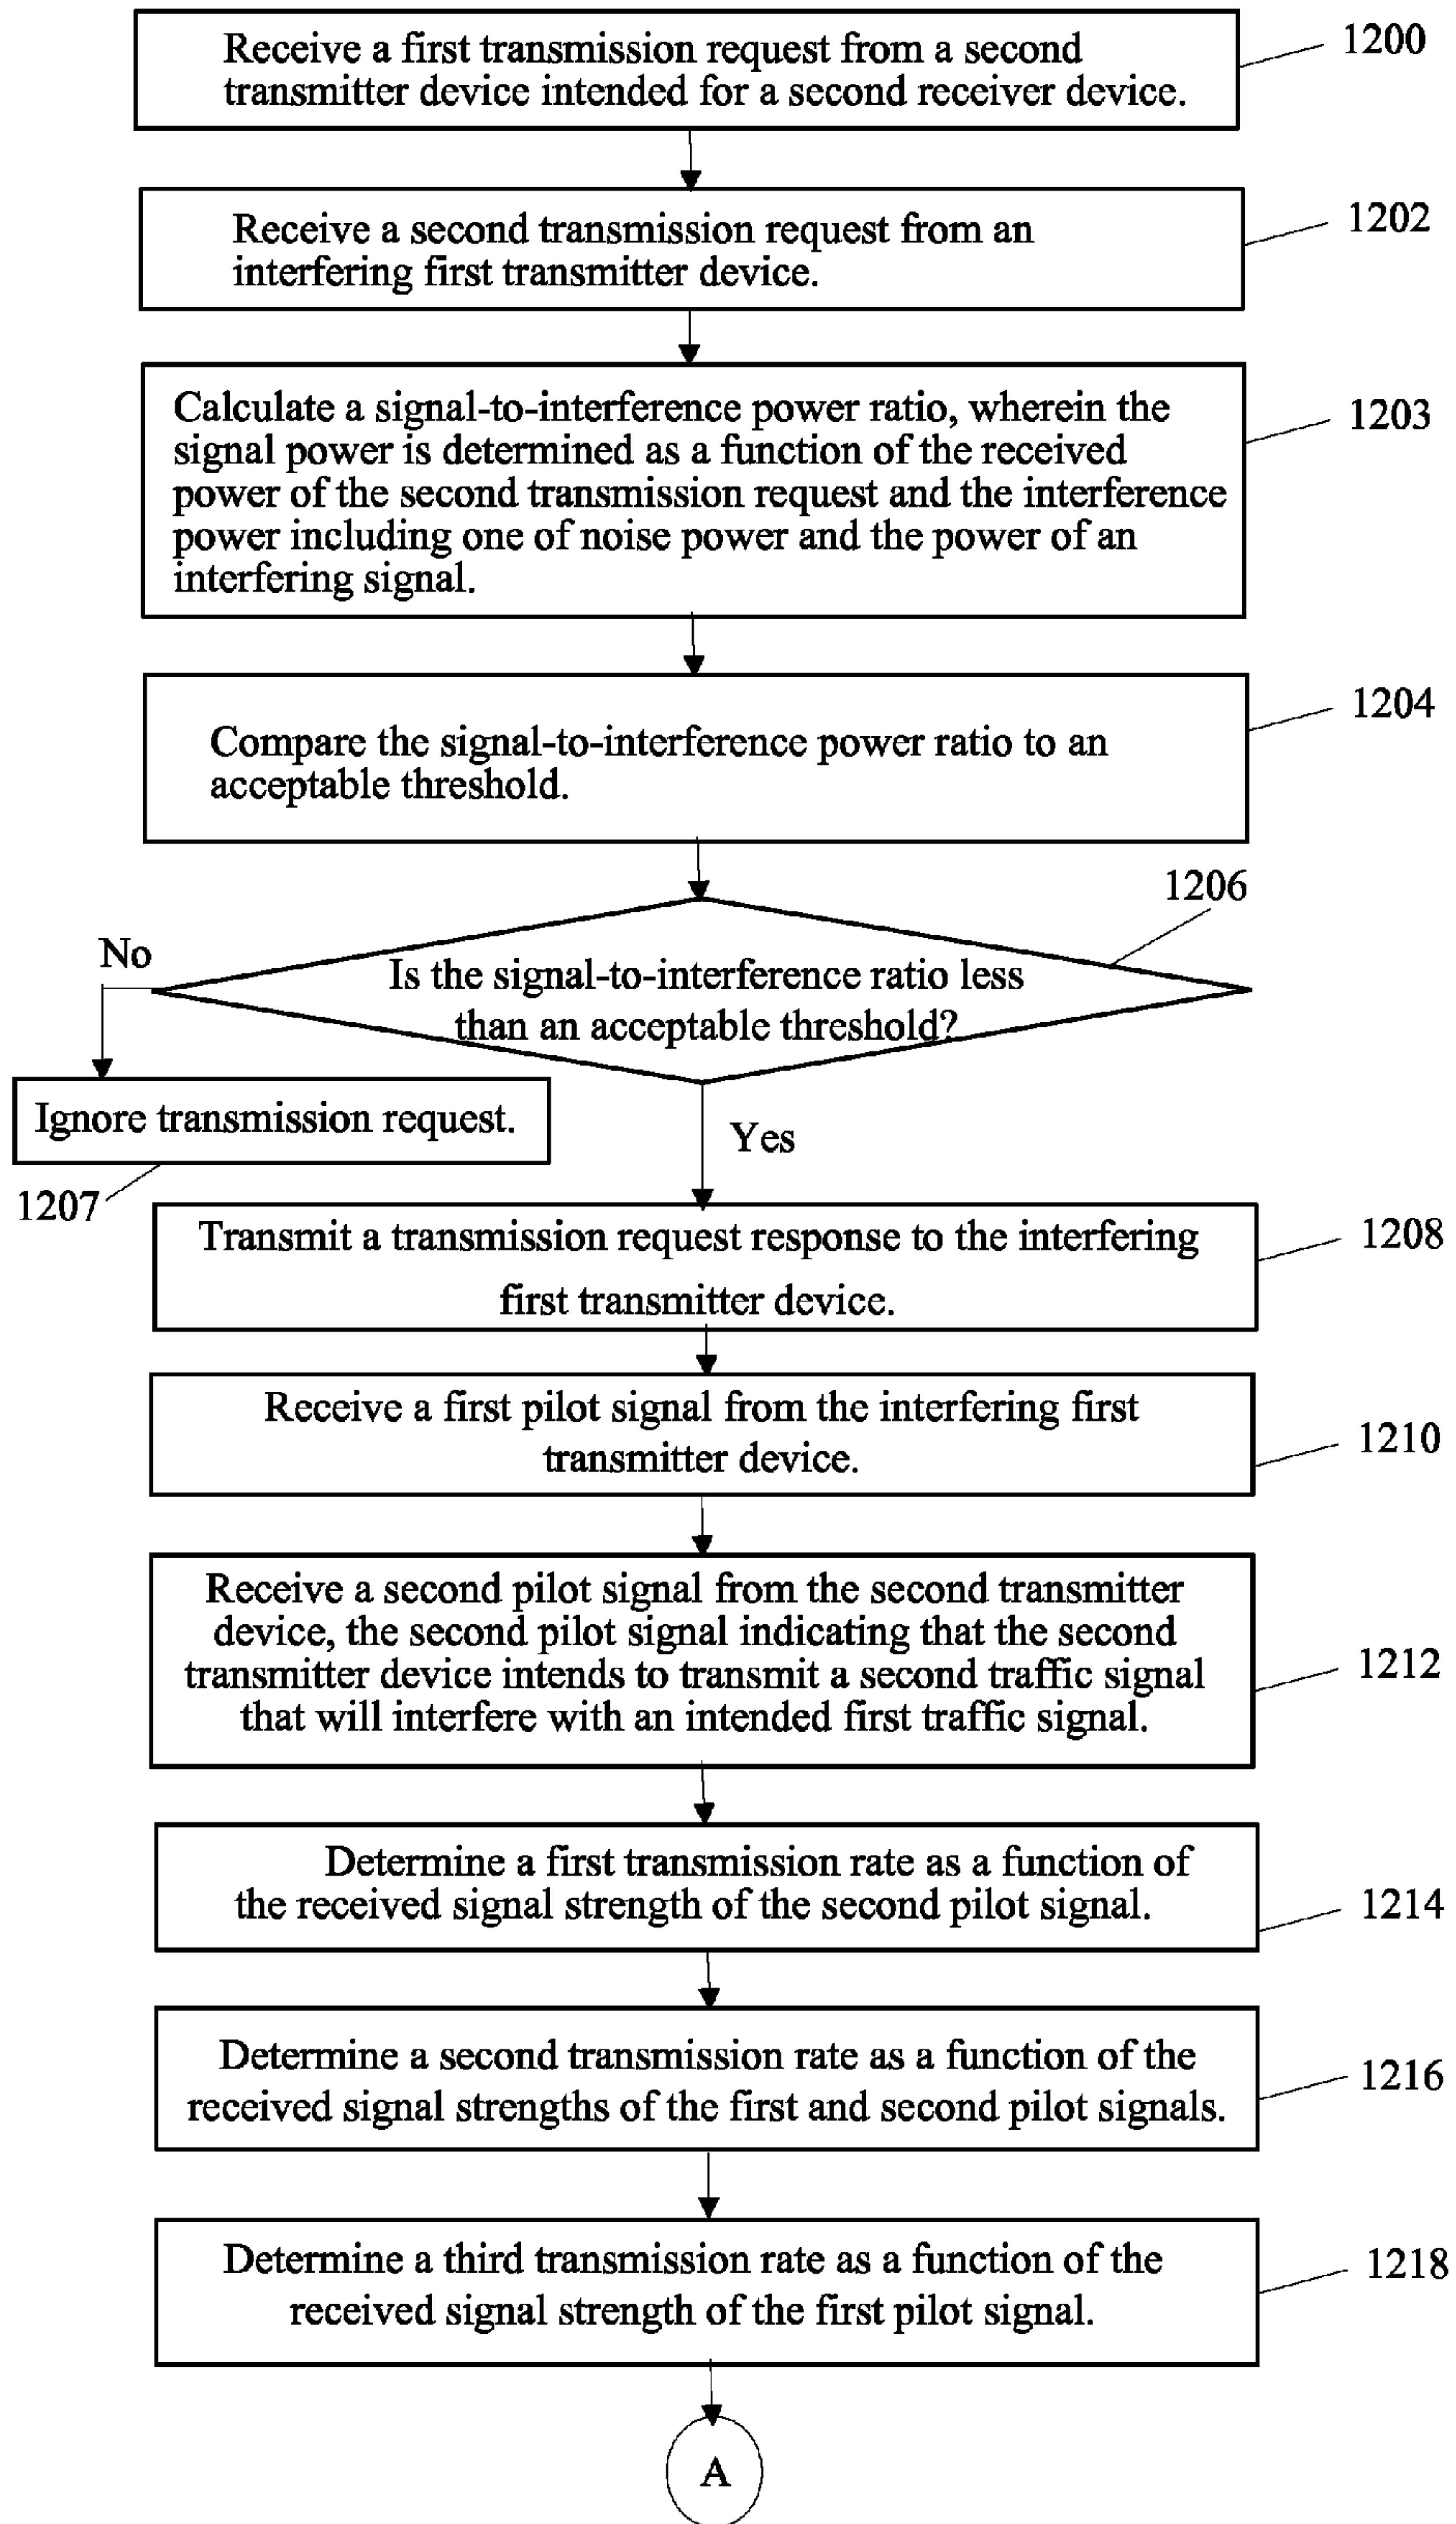 Receive a first transmission request from a second
transmitter device intended for a second receiver device.
1200
Receive a second transmission request from an
interfering first transmitter device.
1202
Calculate a signal-to-interference power ratio, wherein the
signal power is determined as a function of the received
power of the second transmission request and the interference
power including one of noise power and the power of an
interfering signal.
1203
Compare the signal-to-interference power ratio to an
acceptable threshold.
1204
1206
No
Is the signal-to-interference ratio less
than an acceptable threshold?
Ignore transmission request.
1207
Yes
Transmit a transmission request response to the interfering
first transmitter device.
1208
Receive a first pilot signal from the interfering first
transmitter device.
1210
Receive a second pilot signal from the second transmitter
device, the second pilot signal indicating that the second
transmitter device intends to transmit a second traffic signal
that will interfere with an intended first traffic signal.
1212
Determine a first transmission rate as a function of
the received signal strength of the second pilot signal.
1214
Determine a second transmission rate as a function of the
received signal strengths of the first and second pilot signals.
1216
Determine a third transmission rate as a function of the
received signal strength of the first pilot signal.
1218
A